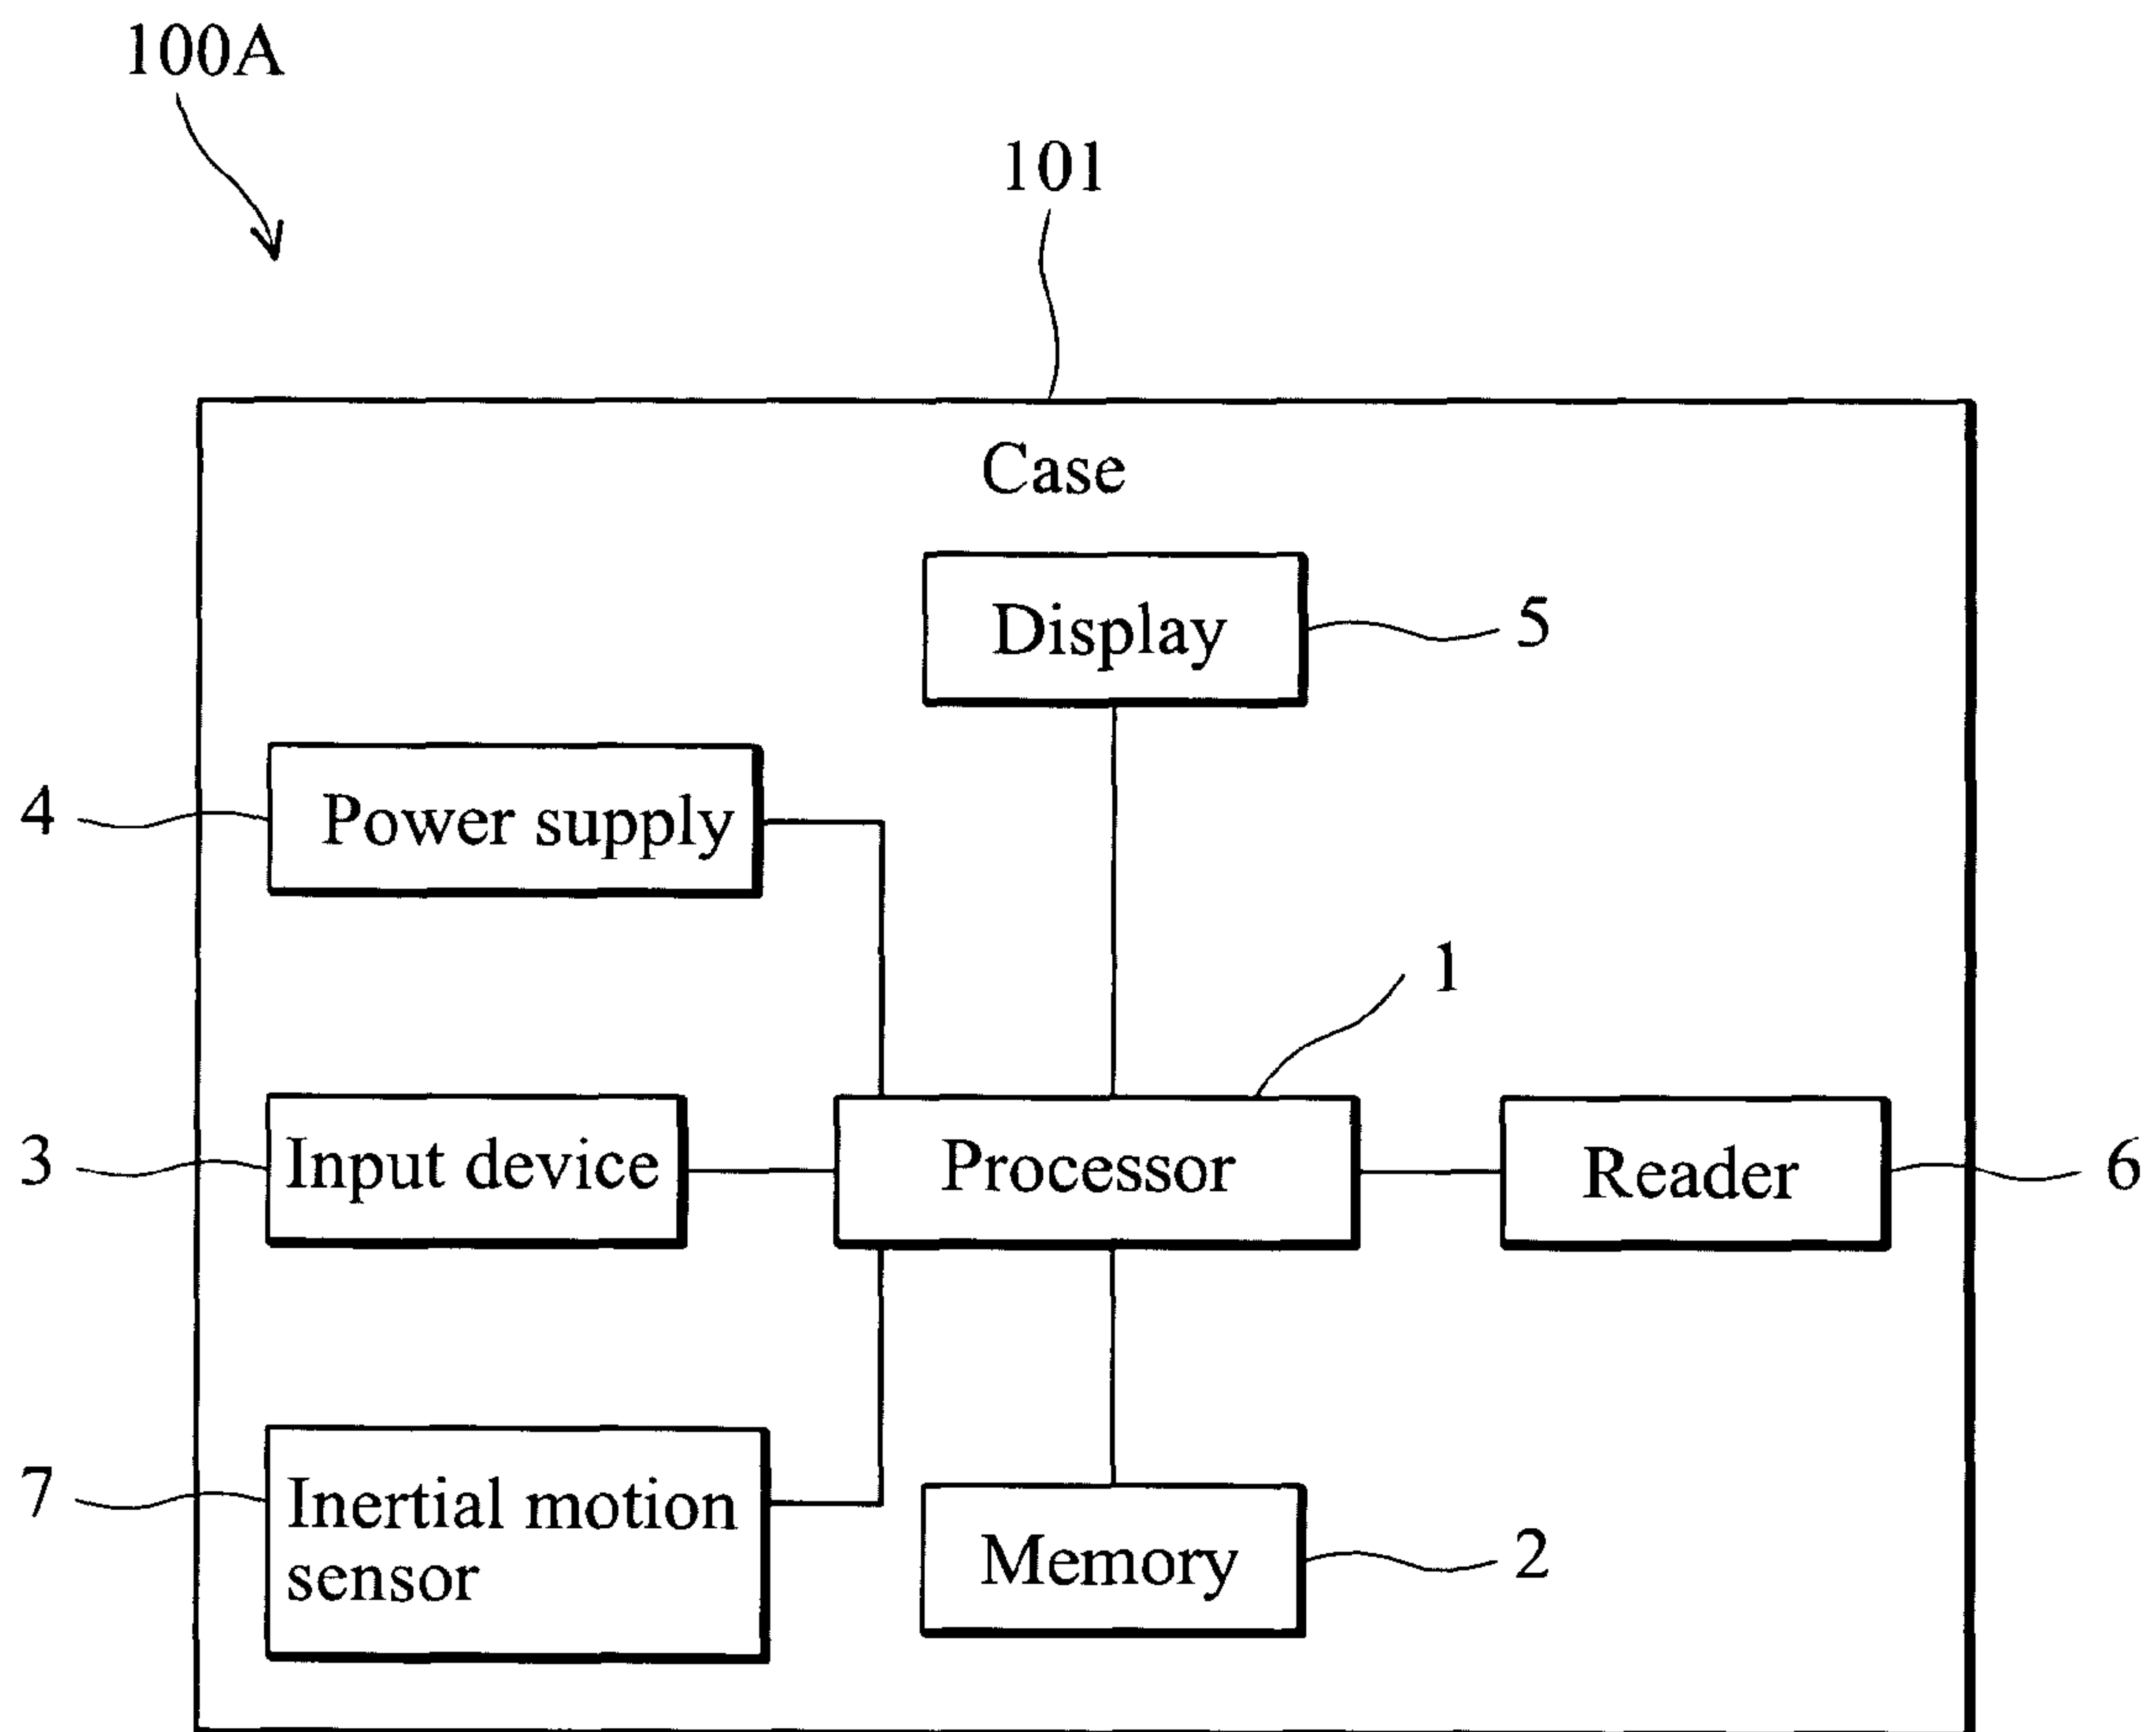 100A
101
Case
Display
5
4
Power supply
1
3
Input device
Processor
Reader
6
7
Inertial motion
sensor
Memory
2